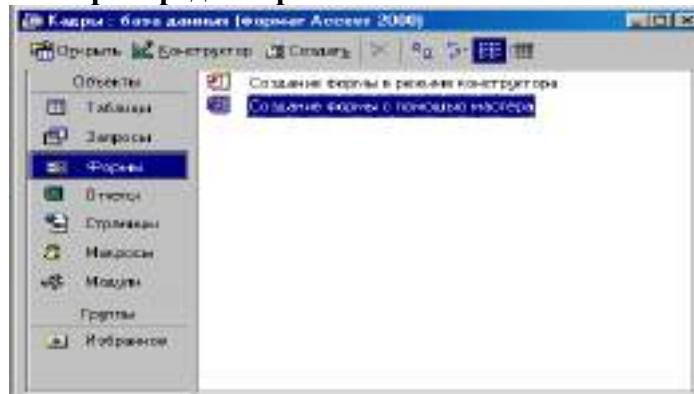 Кадры : база данных (формат Access 2000)
Открыть Конструктор Создать
Объекты
Таблицы
Запросы
Формы
Отчеты
Страницы
Макросы
Модули
Группы
Избранное
Создание формы в режиме конструктора
Создание формы с помощью мастера